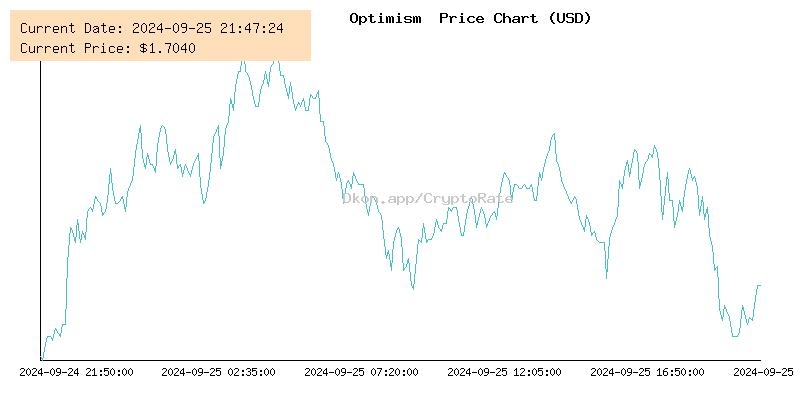 Optimism  Price Chart (USD)
Current Date: 2024-09-25 21:47:24
Current Price: $1.7040
Dkon.app/CryptoRate
2024-09-24 21:50:00 2024-09-25 02:35:00 2024-09-25 07:20:00 2024-09-25 12:05:00 2024-09-25 16:50:00 2024-09-25